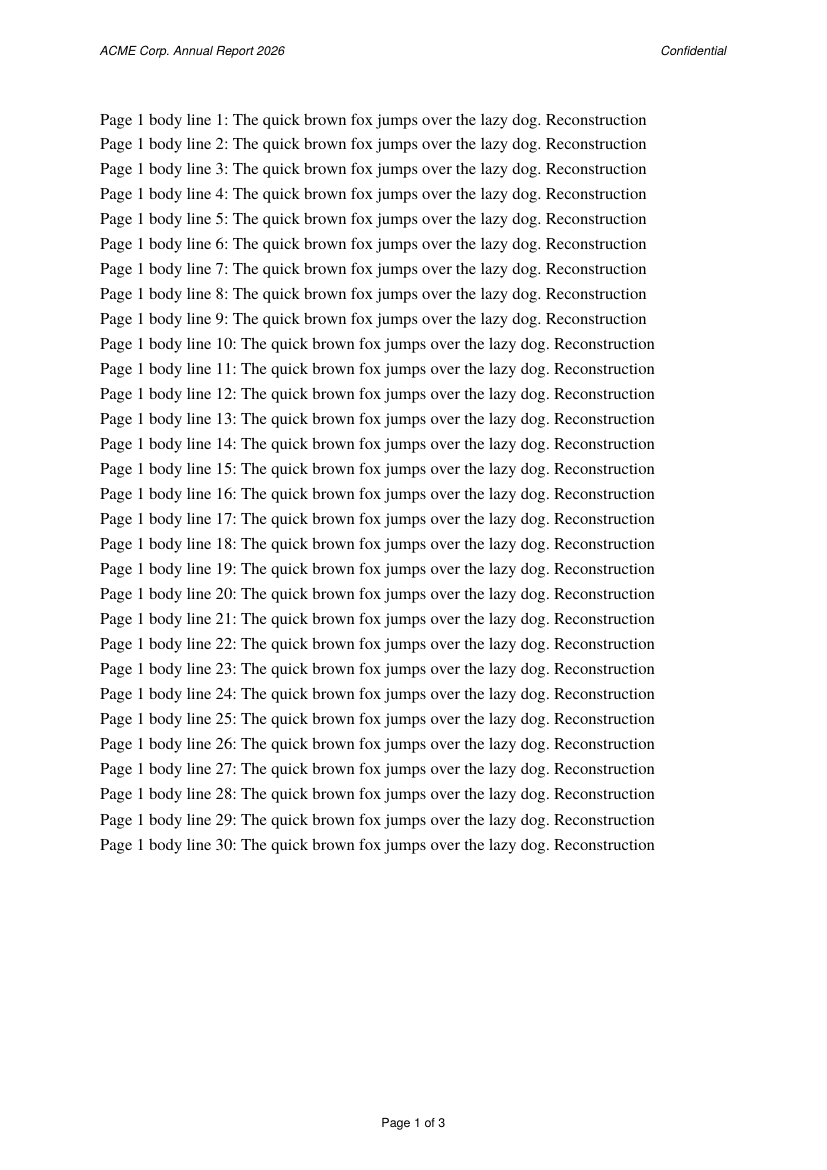 ACME Corp. Annual Report 2026 Confidential
Page 1 body line 1: The quick brown fox jumps over the lazy dog. Reconstruction
Page 1 body line 2: The quick brown fox jumps over the lazy dog. Reconstruction
Page 1 body line 3: The quick brown fox jumps over the lazy dog. Reconstruction
Page 1 body line 4: The quick brown fox jumps over the lazy dog. Reconstruction
Page 1 body line 5: The quick brown fox jumps over the lazy dog. Reconstruction
Page 1 body line 6: The quick brown fox jumps over the lazy dog. Reconstruction
Page 1 body line 7: The quick brown fox jumps over the lazy dog. Reconstruction
Page 1 body line 8: The quick brown fox jumps over the lazy dog. Reconstruction
Page 1 body line 9: The quick brown fox jumps over the lazy dog. Reconstruction
Page 1 body line 10: The quick brown fox jumps over the lazy dog. Reconstruction
Page 1 body line 11: The quick brown fox jumps over the lazy dog. Reconstruction
Page 1 body line 12: The quick brown fox jumps over the lazy dog. Reconstruction
Page 1 body line 13: The quick brown fox jumps over the lazy dog. Reconstruction
Page 1 body line 14: The quick brown fox jumps over the lazy dog. Reconstruction
Page 1 body line 15: The quick brown fox jumps over the lazy dog. Reconstruction
Page 1 body line 16: The quick brown fox jumps over the lazy dog. Reconstruction
Page 1 body line 17: The quick brown fox jumps over the lazy dog. Reconstruction
Page 1 body line 18: The quick brown fox jumps over the lazy dog. Reconstruction
Page 1 body line 19: The quick brown fox jumps over the lazy dog. Reconstruction
Page 1 body line 20: The quick brown fox jumps over the lazy dog. Reconstruction
Page 1 body line 21: The quick brown fox jumps over the lazy dog. Reconstruction
Page 1 body line 22: The quick brown fox jumps over the lazy dog. Reconstruction
Page 1 body line 23: The quick brown fox jumps over the lazy dog. Reconstruction
Page 1 body line 24: The quick brown fox jumps over the lazy dog. Reconstruction
Page 1 body line 25: The quick brown fox jumps over the lazy dog. Reconstruction
Page 1 body line 26: The quick brown fox jumps over the lazy dog. Reconstruction
Page 1 body line 27: The quick brown fox jumps over the lazy dog. Reconstruction
Page 1 body line 28: The quick brown fox jumps over the lazy dog. Reconstruction
Page 1 body line 29: The quick brown fox jumps over the lazy dog. Reconstruction
Page 1 body line 30: The quick brown fox jumps over the lazy dog. Reconstruction
Page 1 of 3